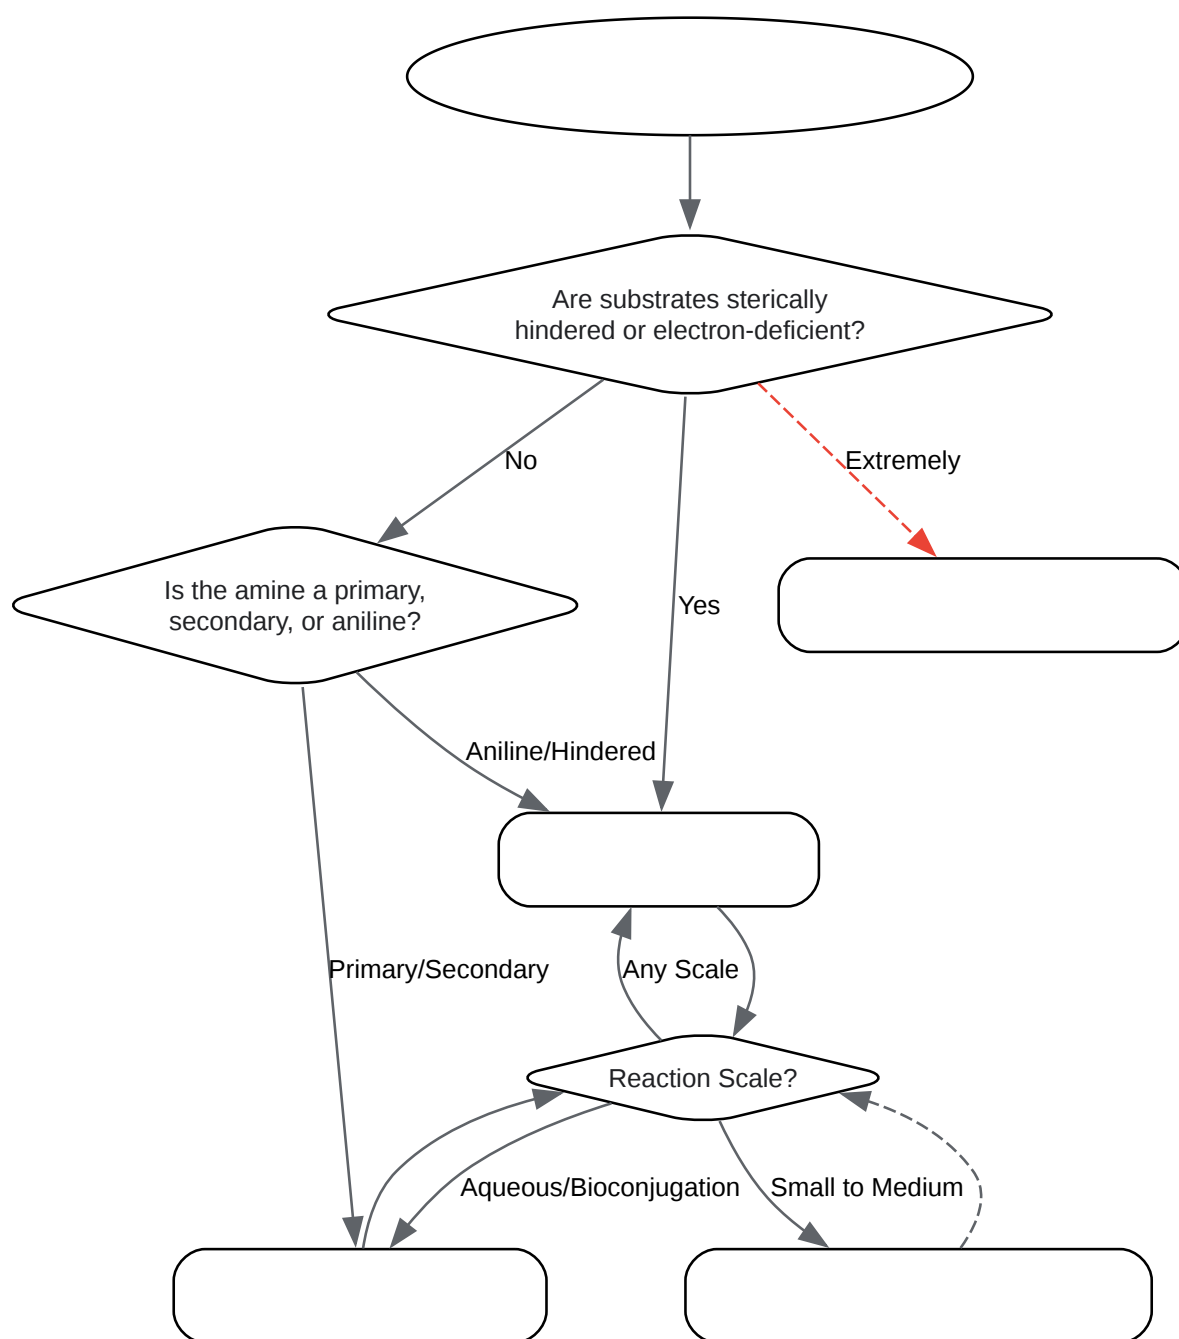 Are substrates sterically
hindered or electron-deficient?
No
Extremely
Is the amine a primary,
secondary, or aniline?
Yes
Aniline/Hindered
Primary/Secondary
Any Scale
Reaction Scale?
Aqueous/Bioconjugation
Small to Medium